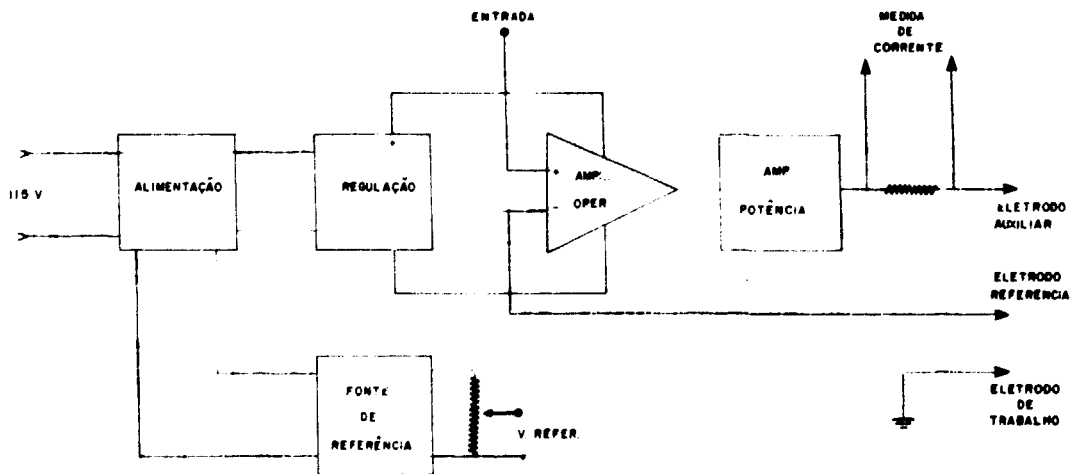 ENTRADA
MEDIDA
DE
CORRENTE
115 V
ALIMENTAÇÃO
REGULAÇÃO
+
+
AMP.
-
OPER
AMP
POTÊNCIA
ELETRODO
AUXILIAR
ELETRODO
REFERÊNCIA
FONTE
DE
REFERÊNCIA
V. REFER.
ELETRODO
DE
TRABALHO